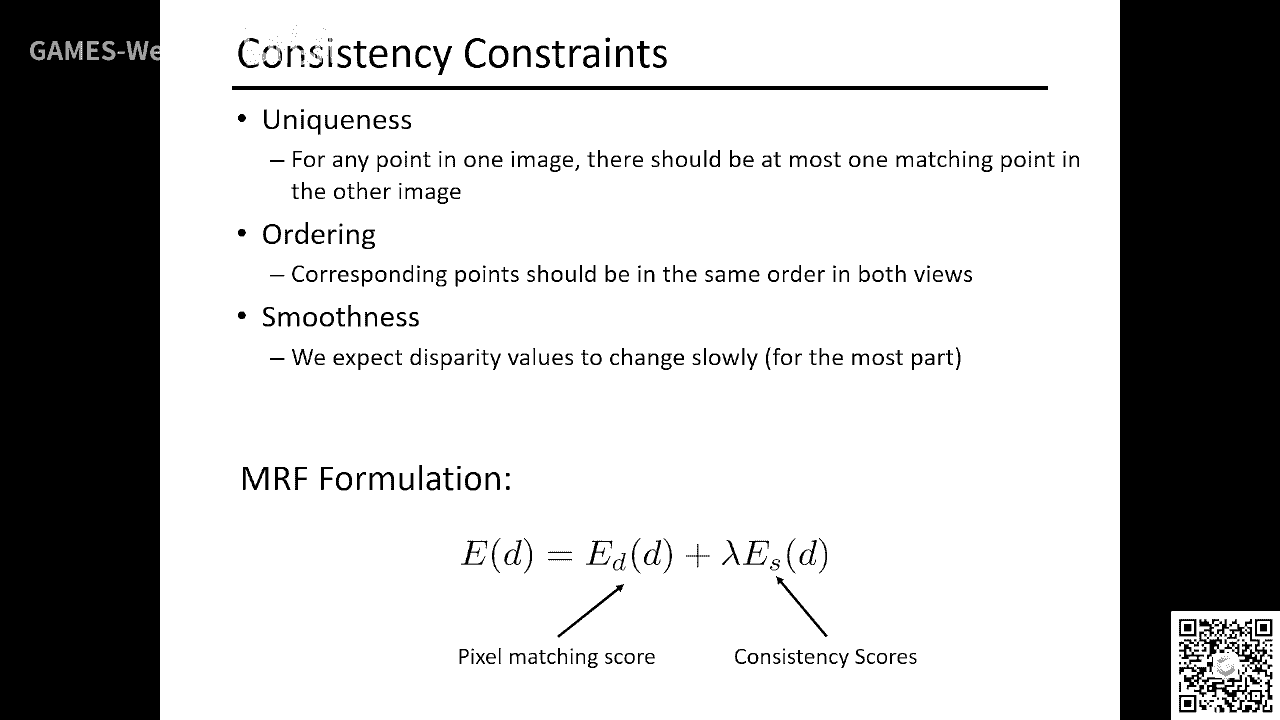 GAMES-We
Consistency Constraints
• Uniqueness
– For any point in one image, there should be at most one matching point in
the other image
• Ordering
– Corresponding points should be in the same order in both views
• Smoothness
– We expect disparity values to change slowly (for the most part)
MRF Formulation:
E(d) = E_d(d) + λE_s(d)
Pixel matching score
Consistency Scores